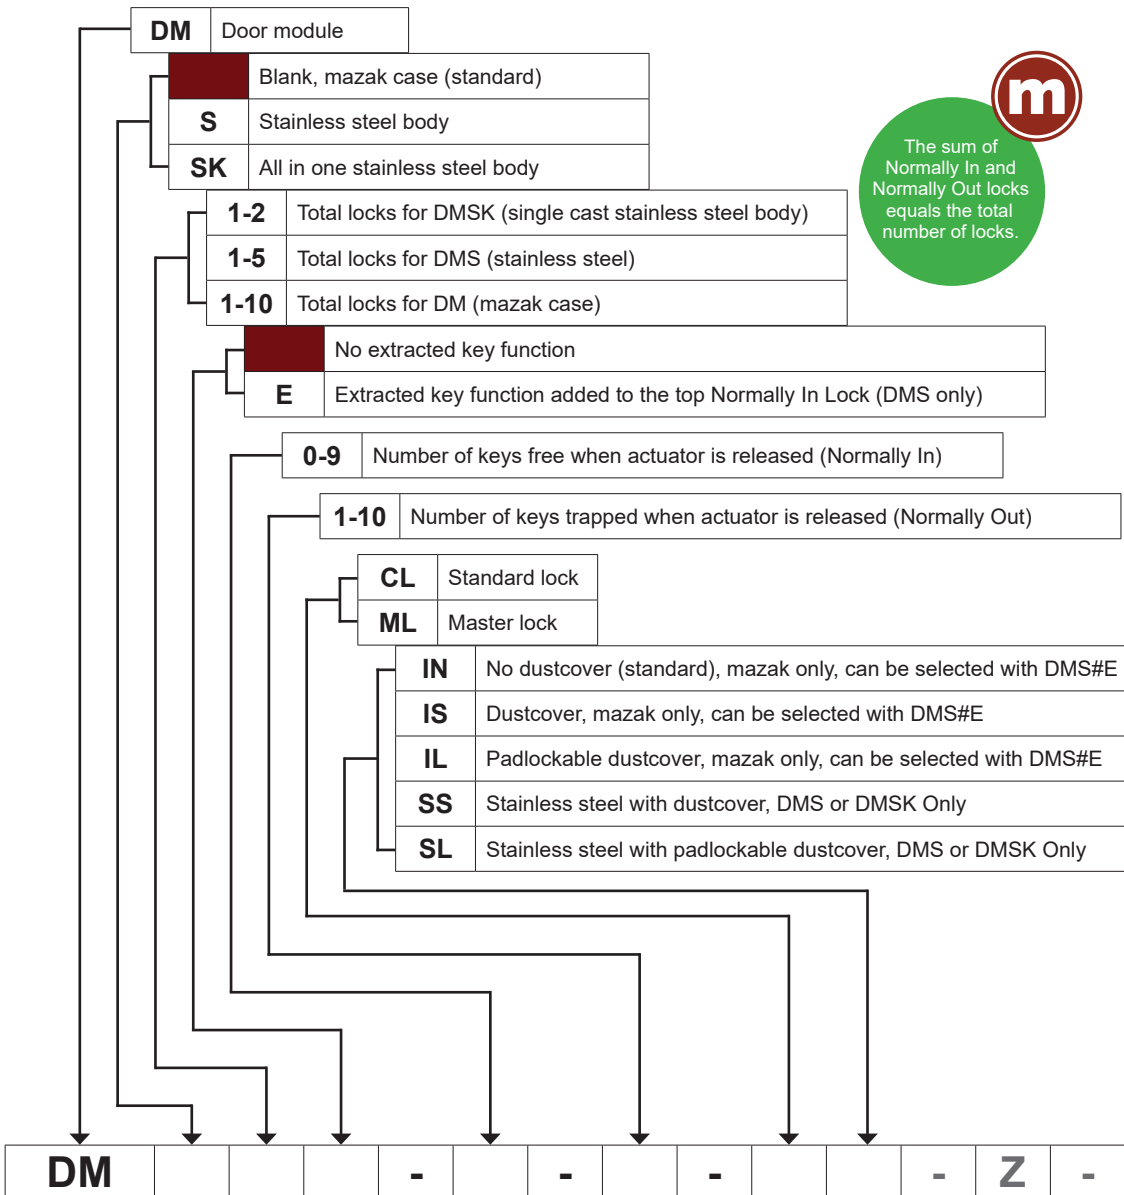 DM Door module
Blank, mazak case (standard)
S Stainless steel body
SK All in one stainless steel body
m
The sum of
Normally In and
Normally Out locks
equals the total
number of locks.
1-2 Total locks for DMSK (single cast stainless steel body)
1-5 Total locks for DMS (stainless steel)
1-10 Total locks for DM (mazak case)
No extracted key function
E Extracted key function added to the top Normally In Lock (DMS only)
0-9 Number of keys free when actuator is released (Normally In)
1-10 Number of keys trapped when actuator is released (Normally Out)
CL Standard lock
ML Master lock
IN No dustcover (standard), mazak only, can be selected with DMS#E
IS Dustcover, mazak only, can be selected with DMS#E
IL Padlockable dustcover, mazak only, can be selected with DMS#E
SS Stainless steel with dustcover, DMS or DMSK Only
SL Stainless steel with padlockable dustcover, DMS or DMSK Only
DM - - - - Z -